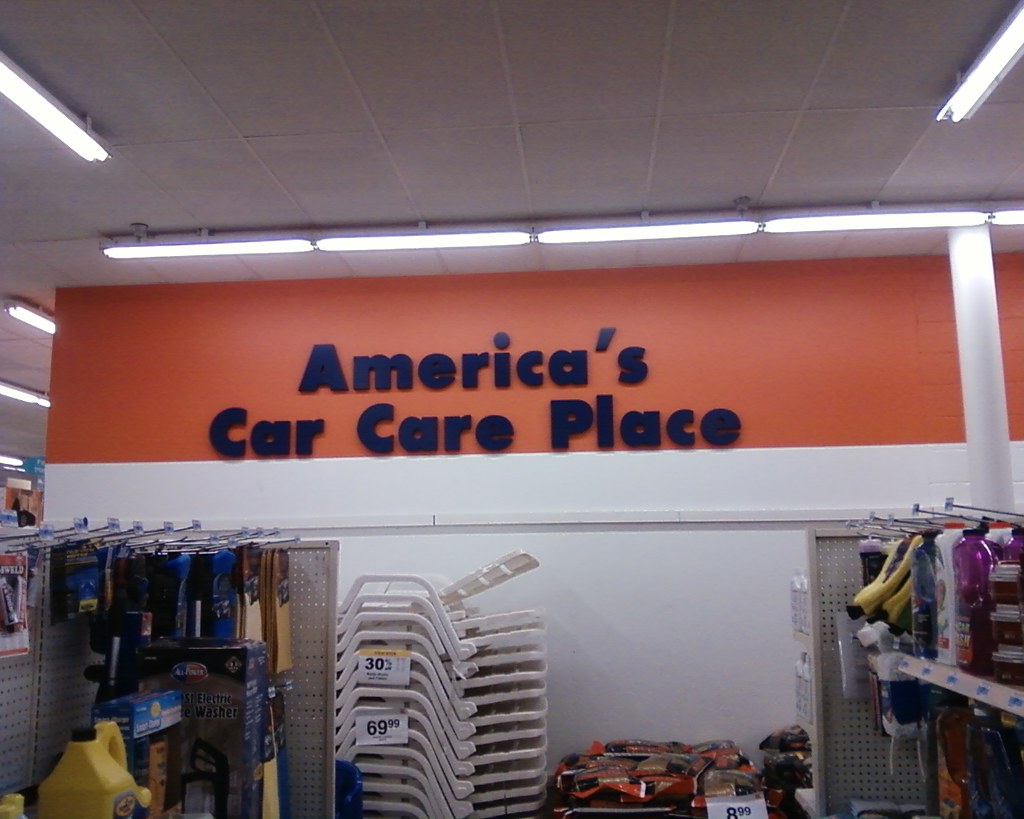 America's
Car Care Place
30%
69 99
8 99
Electric
Washer